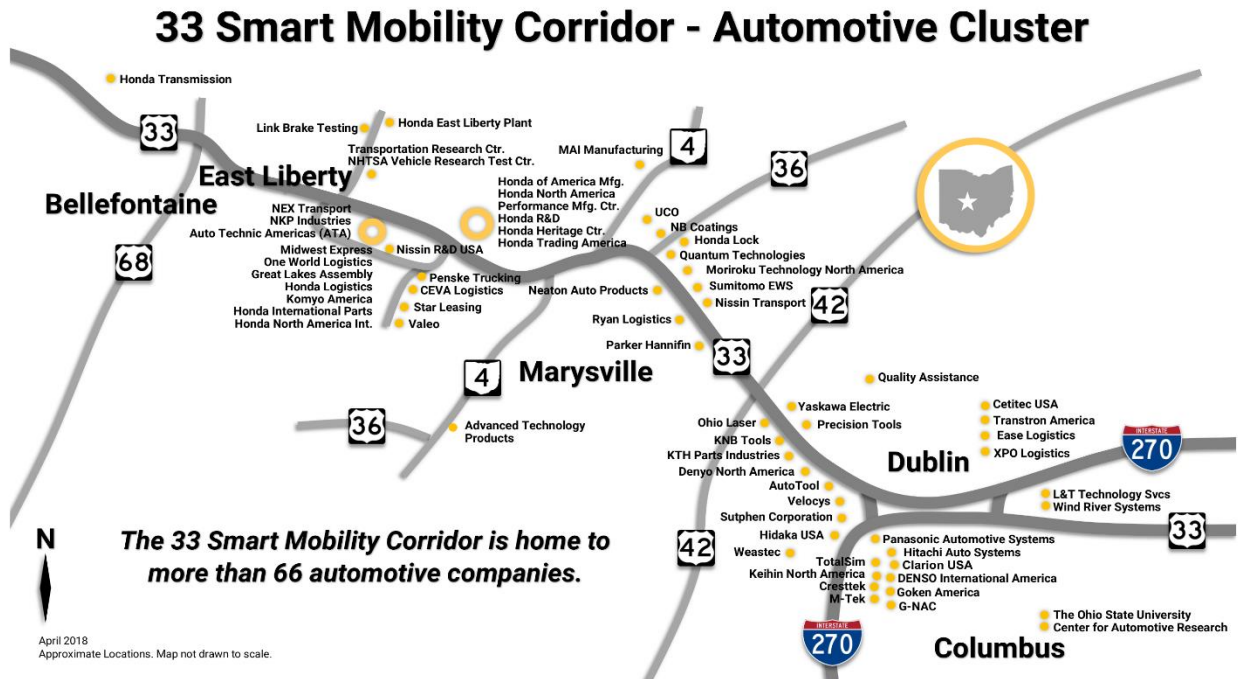 33 Smart Mobility Corridor - Automotive Cluster
Honda Transmission
33
Link Brake Testing
Honda East Liberty Plant
Transportation Research Ctr.
NHTSA Vehicle Research Test Ctr.
East Liberty
Bellefontaine
68
NEX Transport
NKP Industries
Auto Technic Americas (ATA)
Midwest Express
One World Logistics
Great Lakes Assembly
Honda Logistics
Komyo America
Honda International Parts
Honda North America Int.
Nissin R&D USA
Penske Trucking
CEVA Logistics
Star Leasing
Valeo
Honda of America Mfg.
Honda North America
Performance Mfg. Ctr.
Honda R&D
Honda Heritage Ctr.
Honda Trading America
MAI Manufacturing
4
36
UCO
NB Coatings
Honda Lock
Quantum Technologies
Moriroku Technology North America
Sumitomo EWS
Nissin Transport
Neaton Auto Products
Ryan Logistics
Parker Hannifin
33
42
Marysville
4
36
Advanced Technology
Products
Quality Assistance
Yaskawa Electric
Precision Tools
Ohio Laser
KNB Tools
KTH Parts Industries
Denyo North America
AutoTool
Velocys
Sutphen Corporation
Hidaka USA
Weastec
Cetitec USA
Transtron America
Ease Logistics
XPO Logistics
Dublin
INTERSTATE
270
L&T Technology Svcs
Wind River Systems
33
42
Panasonic Automotive Systems
Hitachi Auto Systems
Clarion USA
DENSO International America
Goken America
G-NAC
TotalSim
Keihin North America
Cresttek
M-Tek
INTERSTATE
270
The Ohio State University
Center for Automotive Research
Columbus
N
The 33 Smart Mobility Corridor is home to
more than 66 automotive companies.
April 2018
Approximate Locations. Map not drawn to scale.